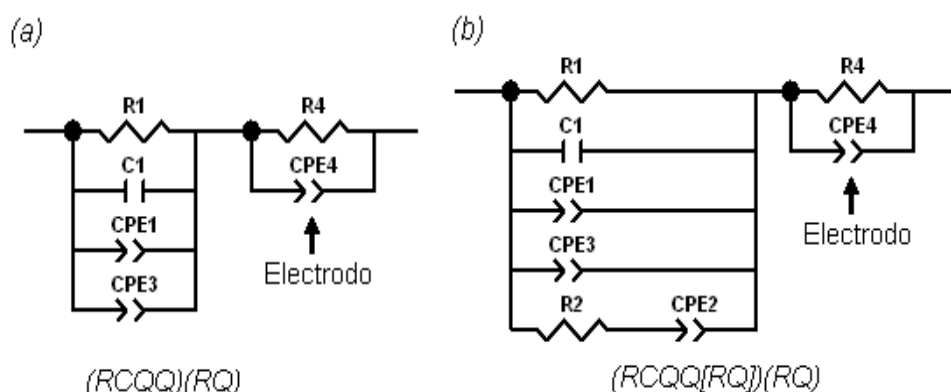 (a)
R1
C1
CPE1
CPE3
R4
CPE4
Electrodo
(RCQQ)(RQ)
(b)
R1
C1
CPE1
CPE3
R2
CPE2
R4
CPE4
Electrodo
(RCQQ[RQ])(RQ)